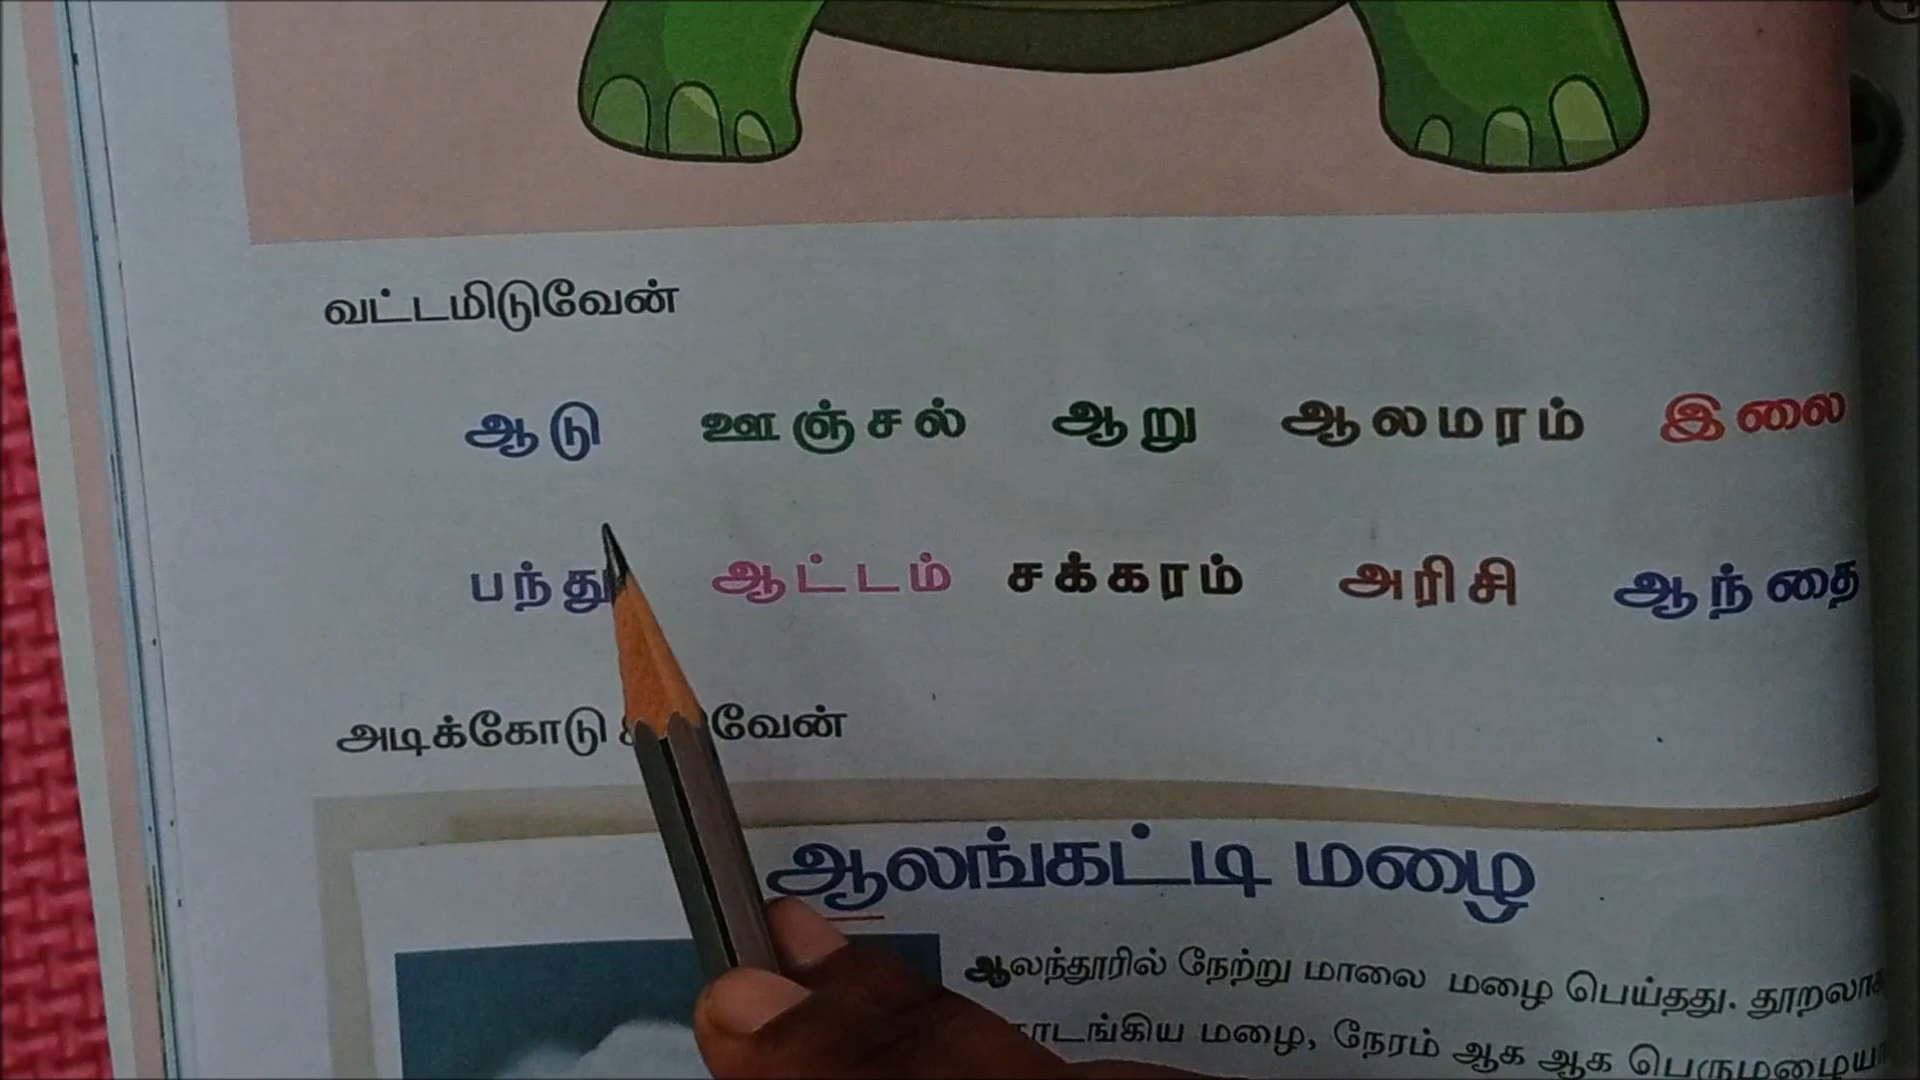 வட்டமிடுவேன்
ஆடு ஊஞ்சல் ஆறு ஆலமரம் இலை
பந்து ஆட்டம் சக்கரம் அரிசி ஆந்தை
அடிக்கோடு
ஆலங்கட்டி மழை
ஆலந்தூரில் நேற்று மாலை மழை பெய்தது.
மழை, நேரம் ஆக ஆக